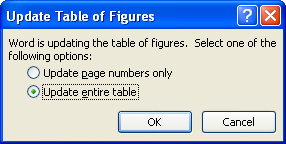 Update Table of Figures
Word is updating the table of figures. Select one of the
following options:
Update page numbers only
Update entire table
OK
Cancel